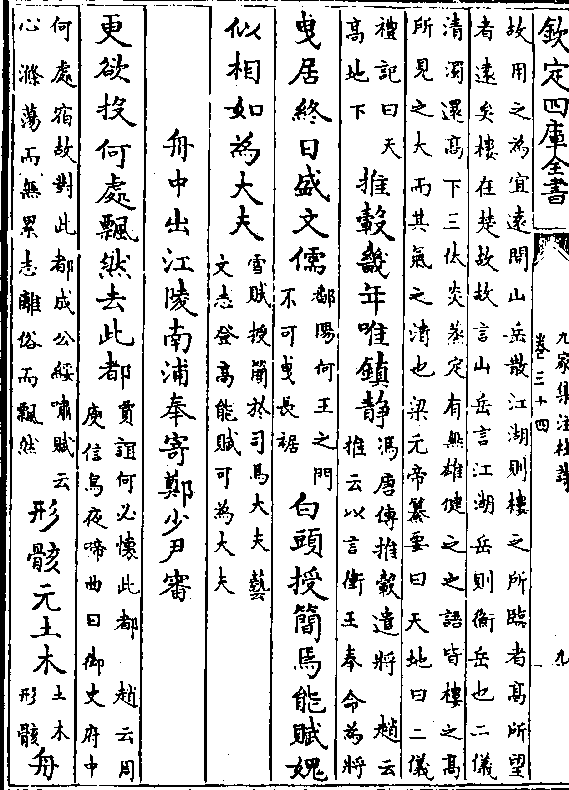 欽定四庫全書
九家集注杜詩
卷三十四
九
故用之為宜遠開山岳散江湖則樓之所臨者高所望
者遠矣樓在楚故故言山岳言江湖岳則衡岳也二儀
清濁還高下三伏炎蒸定有無雄健之之語皆樓之高
所見之大而其氣之清也梁元帝纂要曰天地曰二儀
禮記曰天
高地下
推轂幾年唯鎮靜
馮唐傳推轂遣將　趙云
推云以言衛王奉命為將
曳居終日盛文儒
鄒陽何王之門
不可曳長裾
白頭授簡焉能賦媿
似相如為大夫
雪賦授簡於司馬大夫藝
文志登高能賦可為大夫
舟中出江陵南浦奉寄鄭少尹審
更欲投何處飄然去此都
賈誼何必懷此都　趙云周
庾信烏夜啼曲曰御史府中
何處宿故對此都成公綏嘯賦云
心滌蕩而無累志離俗而飄然
形骸元土木
土木
形骸
舟